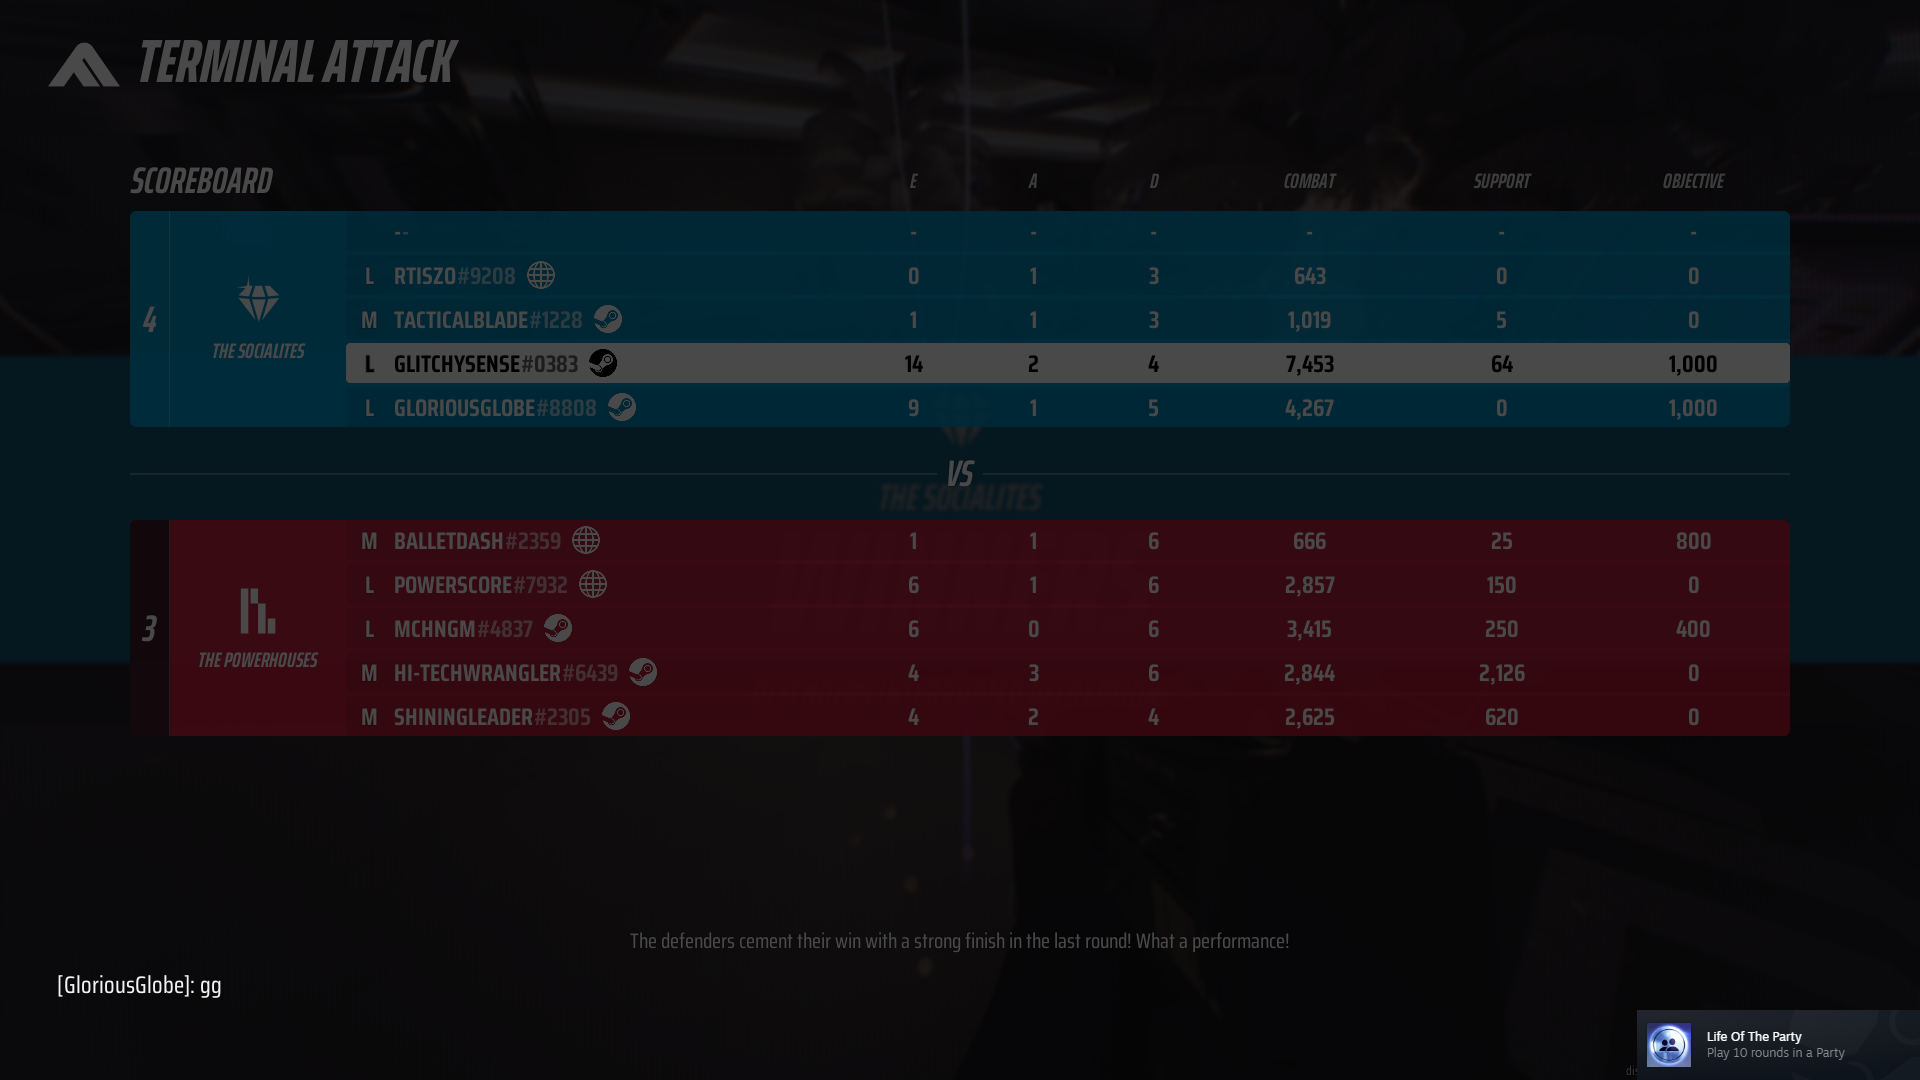 TERMINAL ATTACK
SCOREBOARD E A D COMBAT SUPPORT OBJECTIVE
4 THE SOCIALITES
-- - - - - - -
L RTISZO#9208 0 1 3 643 0 0
M TACTICALBLADE#1228 1 1 3 1,019 5 0
L GLITCHYSENSE#0383 14 2 4 7,453 64 1,000
L GLORIOUSGLOBE#8808 9 1 5 4,267 0 1,000
VS
THE SOCIALITES
3 THE POWERHOUSES
M BALLETDASH#2359 1 1 6 666 25 800
L POWERSCORE#7932 6 1 6 2,857 150 0
L MCHNGM#4837 6 0 6 3,415 250 400
M HI-TECHWRANGLER#6439 4 3 6 2,844 2,126 0
M SHININGLEADER#2305 4 2 4 2,625 620 0
The defenders cement their win with a strong finish in the last round! What a performance!
[GloriousGlobe]: gg
Life Of The Party
Play 10 rounds in a Party